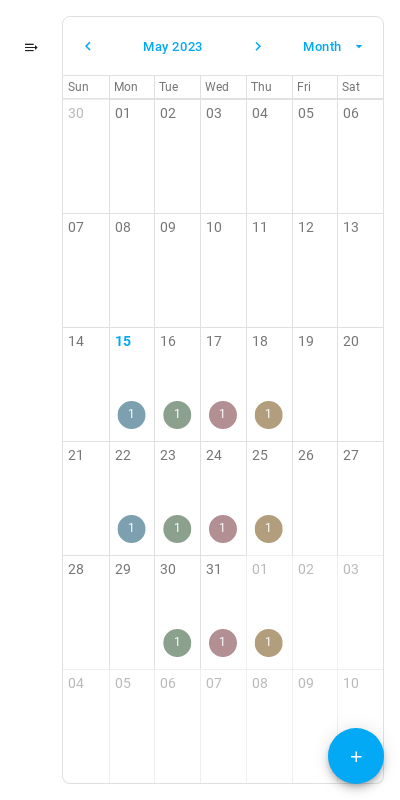 May 2023 Month
Sun Mon Tue Wed Thu Fri Sat
30 01 02 03 04 05 06
07 08 09 10 11 12 13
14 15 16 17 18 19 20
1 1 1 1
21 22 23 24 25 26 27
1 1 1 1
28 29 30 31 01 02 03
1 1 1
04 05 06 07 08 09 10
+